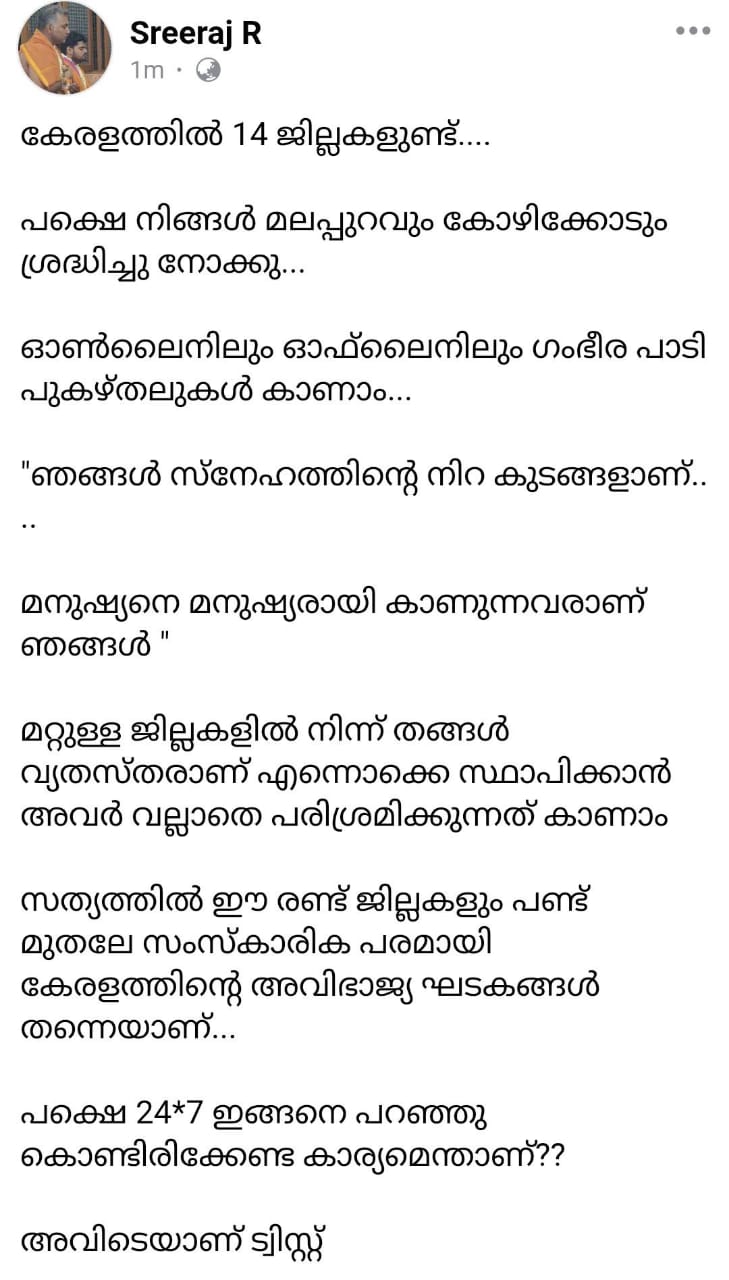 Sreeraj R
1m ·
കേരളത്തിൽ 14 ജില്ലകളുണ്ട്....
പക്ഷെ നിങ്ങൾ മലപ്പുറവും കോഴിക്കോടും
ശ്രദ്ധിച്ചു നോക്കൂ...
ഓൺലൈനിലും ഓഫ്‌ലൈനിലും ഗംഭീര പാടി
പുകഴ്തലുകൾ കാണാം...
"ഞങ്ങൾ സ്നേഹത്തിന്റെ നിറ കുടങ്ങളാണ്..
..
മനുഷ്യനെ മനുഷ്യരായി കാണുന്നവരാണ്
ഞങ്ങൾ "
മറ്റുള്ള ജില്ലകളിൽ നിന്ന് തങ്ങൾ
വ്യതസ്തരാണ് എന്നൊക്കെ സ്ഥാപിക്കാൻ
അവർ വല്ലാതെ പരിശ്രമിക്കുന്നത് കാണാം
സത്യത്തിൽ ഈ രണ്ട് ജില്ലകളും പണ്ട്
മുതലേ സംസ്കാരിക പരമായി
കേരളത്തിന്റെ അവിഭാജ്യ ഘടകങ്ങൾ
തന്നെയാണ്...
പക്ഷെ 24*7 ഇങ്ങനെ പറഞ്ഞു
കൊണ്ടിരിക്കേണ്ട കാര്യമെന്താണ്??
അവിടെയാണ് ട്വിസ്റ്റ്